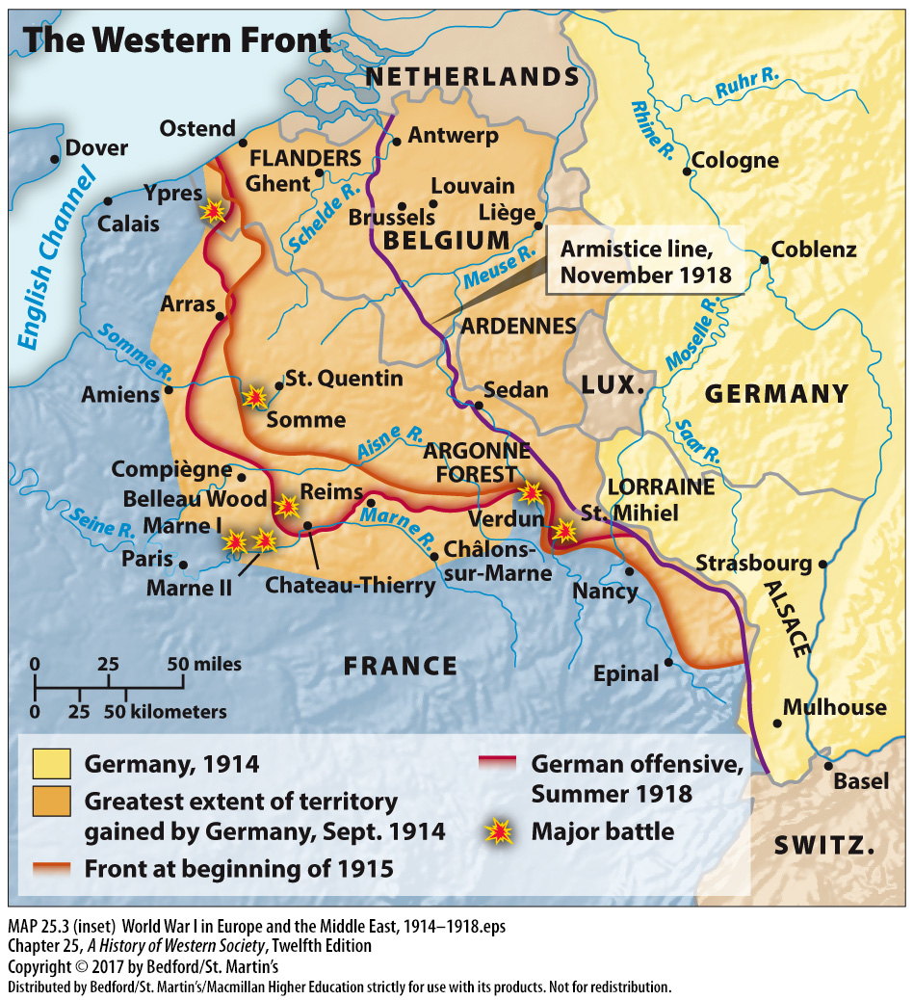 The Western Front
NETHERLANDS
Ruhr R.
Rhine R.
Ostend
Dover
FLANDERS
Antwerp
Cologne
Ghent
Ypres
Louvain
Calais
Schelde R.
Brussels
Liège
BELGIUM
English Channel
Meuse R.
Armistice line,
November 1918
Coblenz
Arras
ARDENNES
Moselle R.
Somme R.
St. Quentin
LUX.
Amiens
Sedan
GERMANY
Somme
Aisne R.
ARGONNE
FOREST
Saar R.
Compiègne
Belleau Wood
Reims
LORRAINE
Seine R.
Marne I
Marne R.
Verdun
St. Mihiel
Paris
Marne II
Chateau-Thierry
Châlons-
sur-Marne
Strasbourg
Nancy
ALSACE
0 25 50 miles
0 25 50 kilometers
FRANCE
Epinal
Mulhouse
Basel
SWITZ.
Germany, 1914
Greatest extent of territory
gained by Germany, Sept. 1914
Front at beginning of 1915
German offensive,
Summer 1918
Major battle
MAP 25.3 (inset) World War I in Europe and the Middle East, 1914–1918.eps
Chapter 25, A History of Western Society, Twelfth Edition
Copyright © 2017 by Bedford/St. Martin’s
Distributed by Bedford/St. Martin’s/Macmillan Higher Education strictly for use with its products. Not for redistribution.